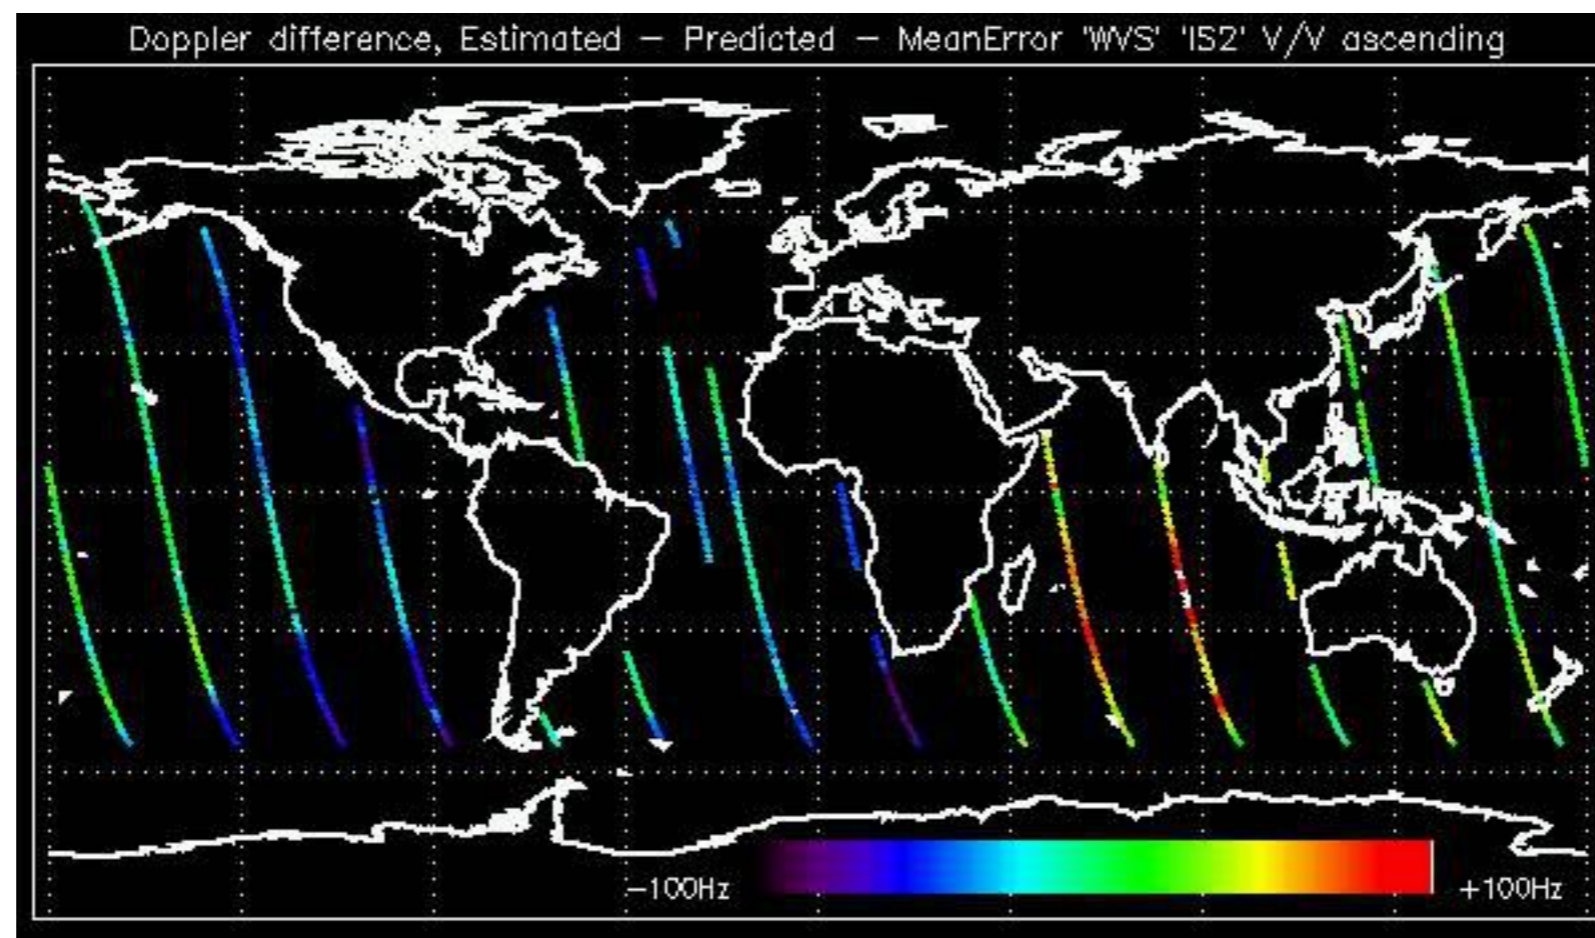 Doppler difference, Estimated — Predicted — MeanError 'WVS' 'IS2' V/V ascending
−100Hz
+100Hz